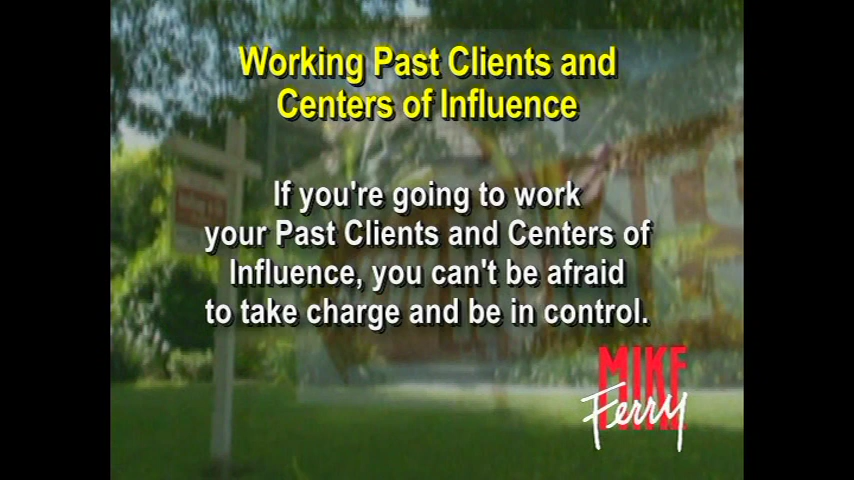 Working Past Clients and
Centers of Influence
If you're going to work
your Past Clients and Centers of
Influence, you can't be afraid
to take charge and be in control.
MIKE
Ferry